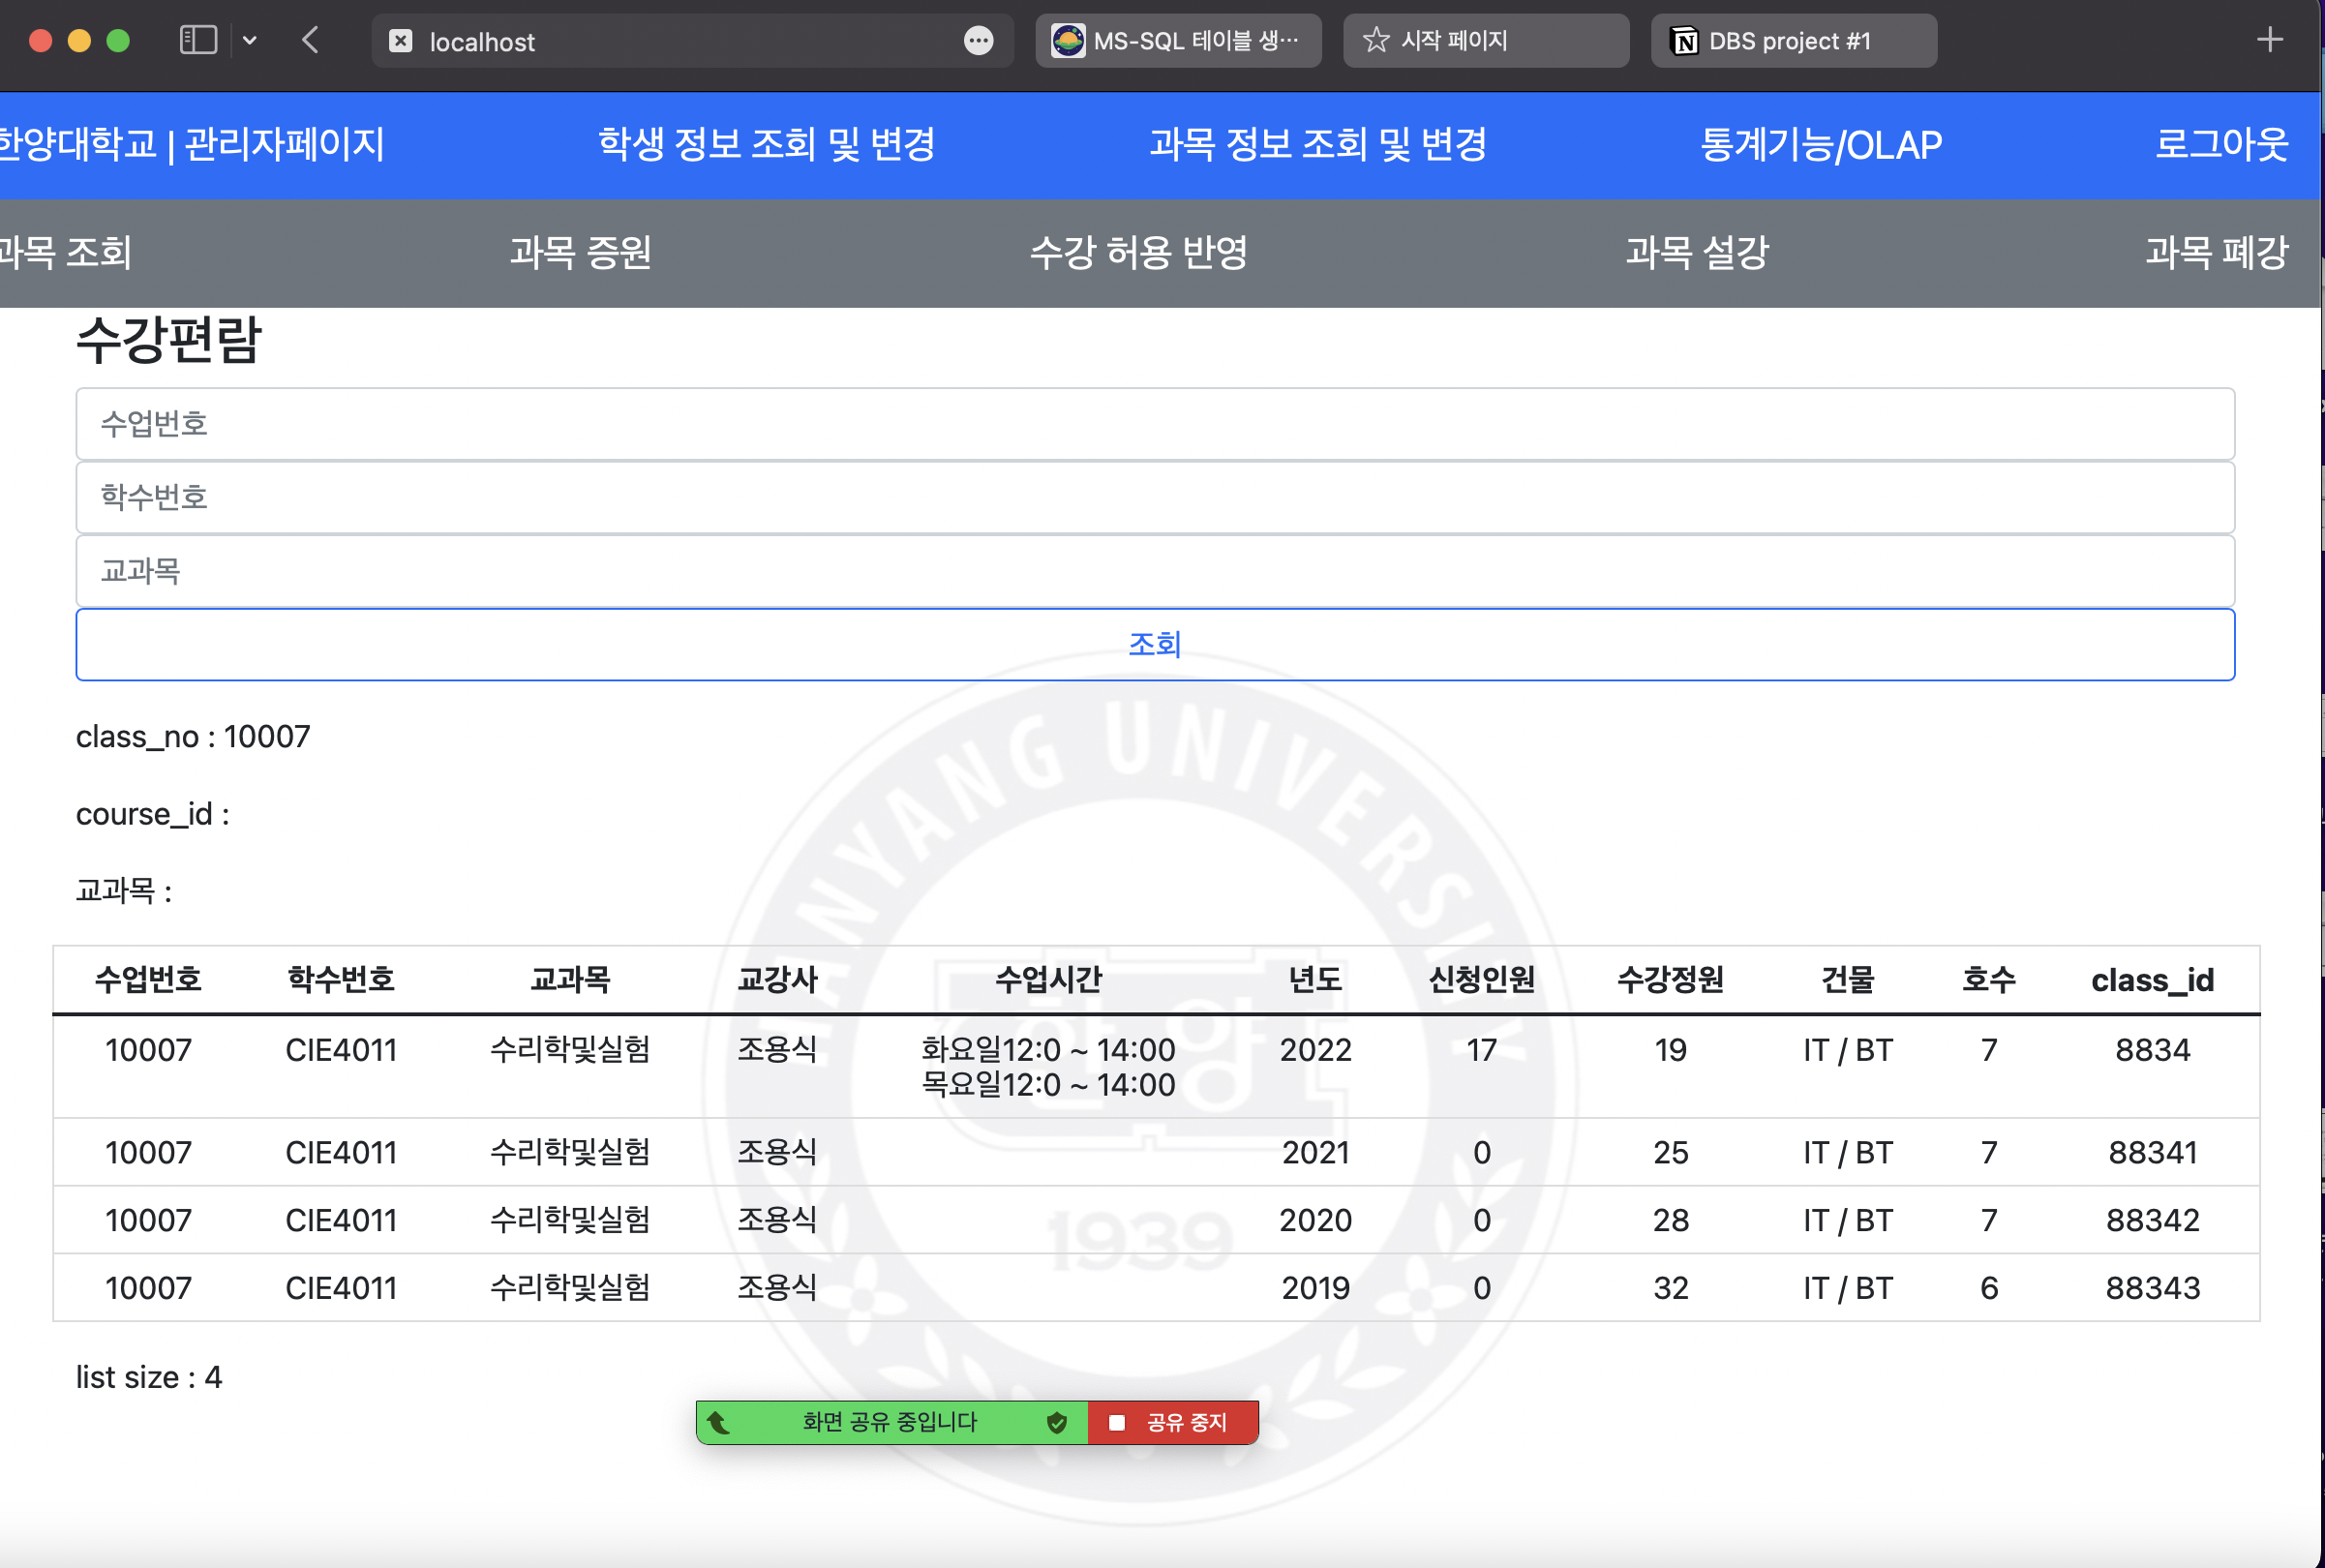 localhost
MS-SQL 테이블 생…
시작 페이지
DBS project #1
한양대학교 | 관리자페이지 학생 정보 조회 및 변경 과목 정보 조회 및 변경 통계기능/OLAP 로그아웃
과목 조회 과목 증원 수강 허용 반영 과목 설강 과목 폐강
수강편람
수업번호
학수번호
교과목
조회
class_no : 10007
course_id :
교과목 :
수업번호 학수번호 교과목 교강사 수업시간 년도 신청인원 수강정원 건물 호수 class_id
10007 CIE4011 수리학및실험 조용식 화요일12:0 ~ 14:00 2022 17 19 IT / BT 7 8834
목요일12:0 ~ 14:00
10007 CIE4011 수리학및실험 조용식 2021 0 25 IT / BT 7 88341
10007 CIE4011 수리학및실험 조용식 2020 0 28 IT / BT 7 88342
10007 CIE4011 수리학및실험 조용식 2019 0 32 IT / BT 6 88343
list size : 4
HANYANG UNIVERSITY
한양
1939
화면 공유 중입니다 공유 중지